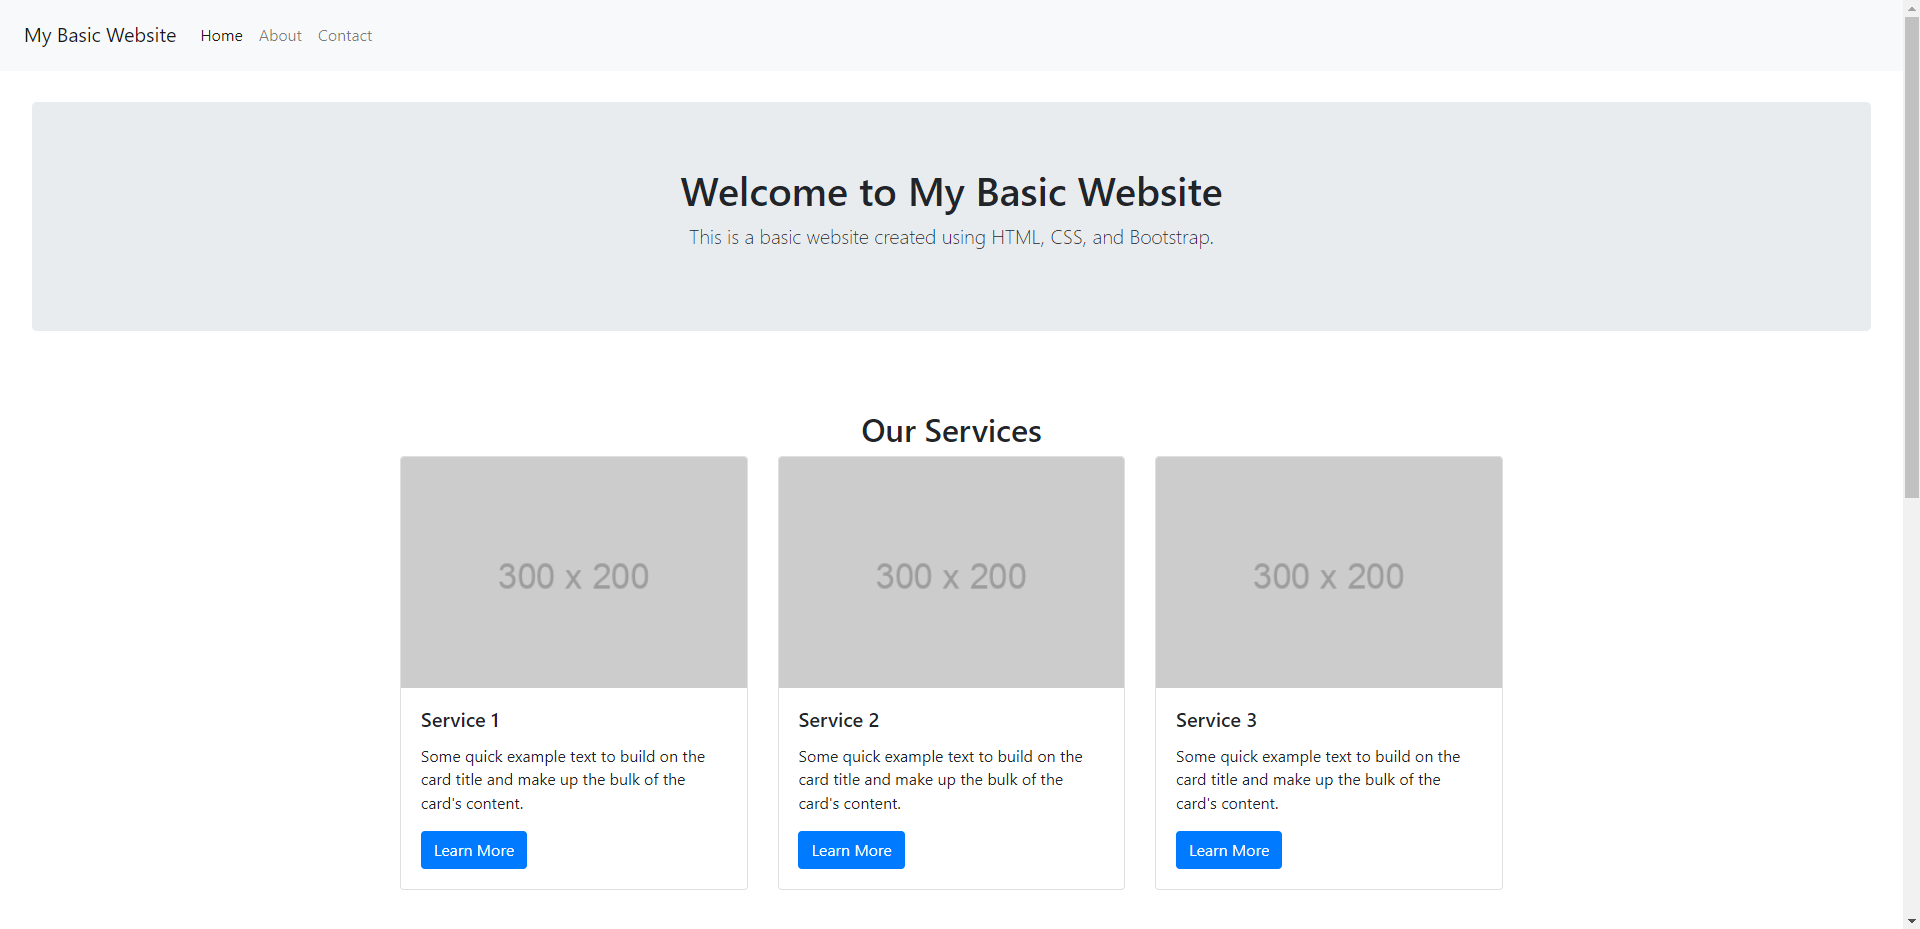 My Basic Website Home About Contact
Welcome to My Basic Website
This is a basic website created using HTML, CSS, and Bootstrap.
Our Services
300 x 200
Service 1
Some quick example text to build on the
card title and make up the bulk of the
card's content.
Learn More
300 x 200
Service 2
Some quick example text to build on the
card title and make up the bulk of the
card's content.
Learn More
300 x 200
Service 3
Some quick example text to build on the
card title and make up the bulk of the
card's content.
Learn More